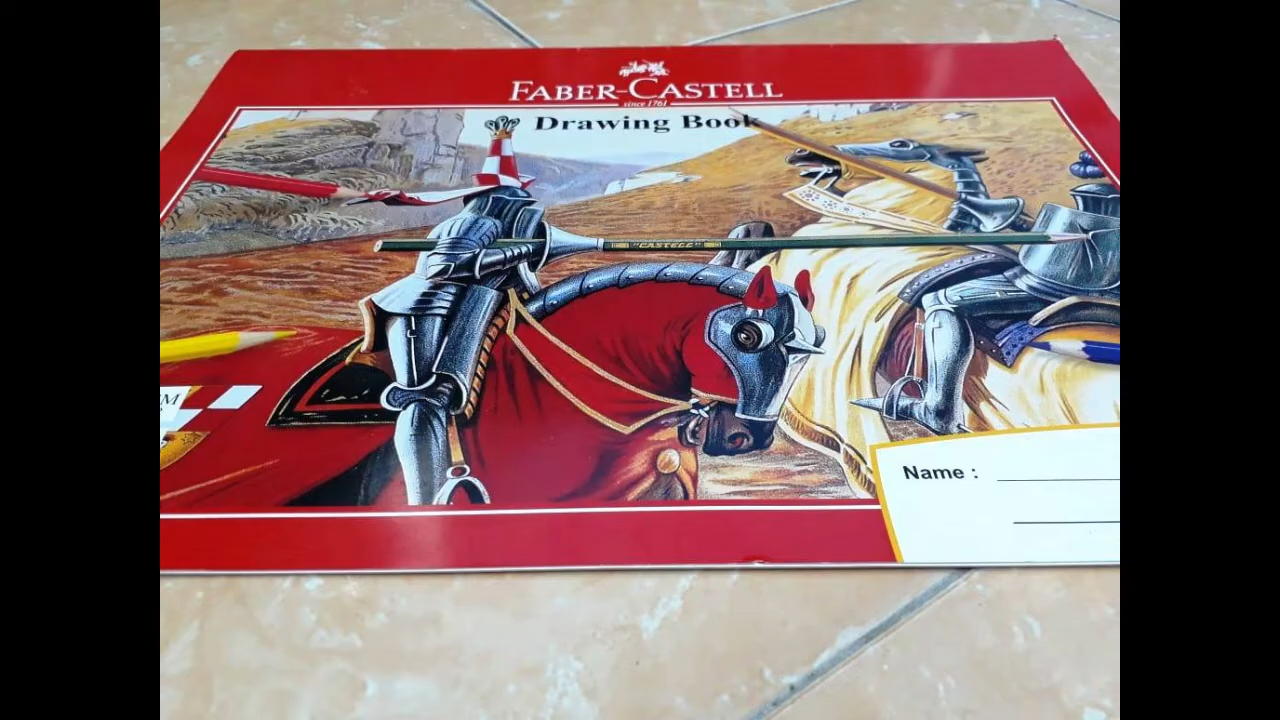 FABER-CASTELL
since 1761
Drawing Book
"CASTELL"
Name :